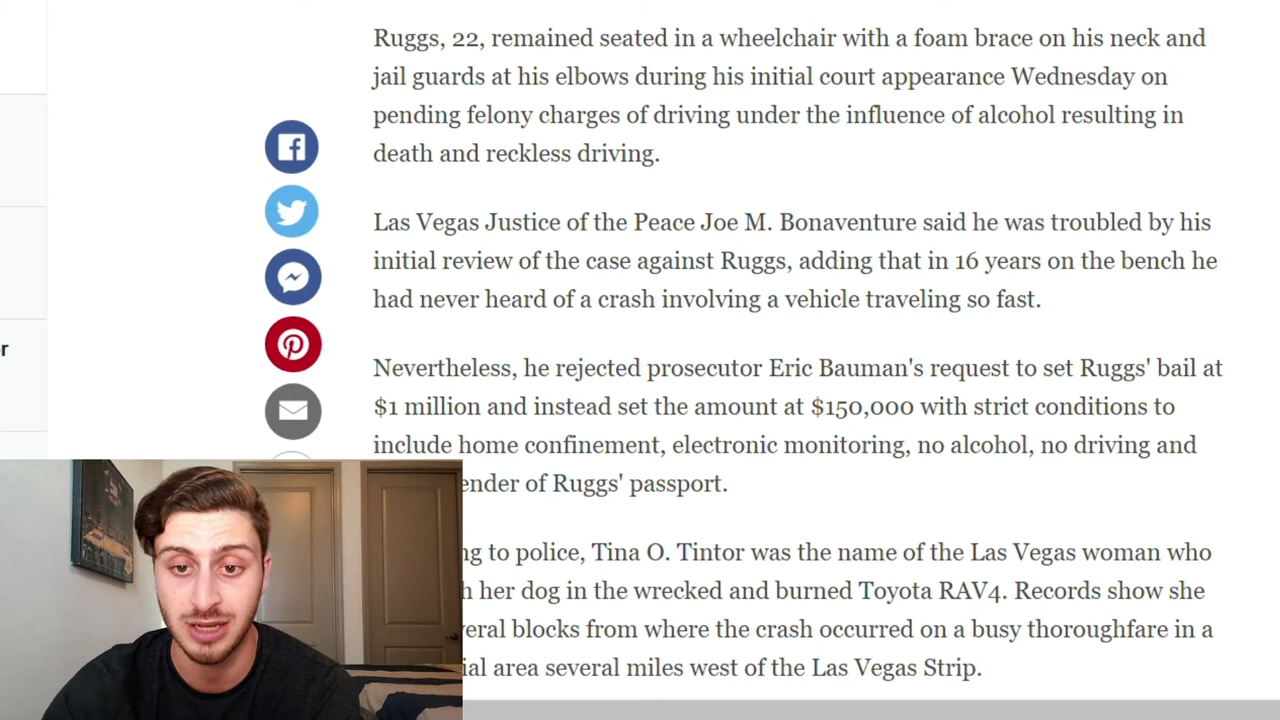 Ruggs, 22, remained seated in a wheelchair with a foam brace on his neck and
jail guards at his elbows during his initial court appearance Wednesday on
pending felony charges of driving under the influence of alcohol resulting in
death and reckless driving.
Las Vegas Justice of the Peace Joe M. Bonaventure said he was troubled by his
initial review of the case against Ruggs, adding that in 16 years on the bench he
had never heard of a crash involving a vehicle traveling so fast.
Nevertheless, he rejected prosecutor Eric Bauman's request to set Ruggs' bail at
$1 million and instead set the amount at $150,000 with strict conditions to
include home confinement, electronic monitoring, no alcohol, no driving and
of Ruggs' passport.
to police, Tina O. Tintor was the name of the Las Vegas woman who
her dog in the wrecked and burned Toyota RAV4. Records show she
blocks from where the crash occurred on a busy thoroughfare in a
area several miles west of the Las Vegas Strip.